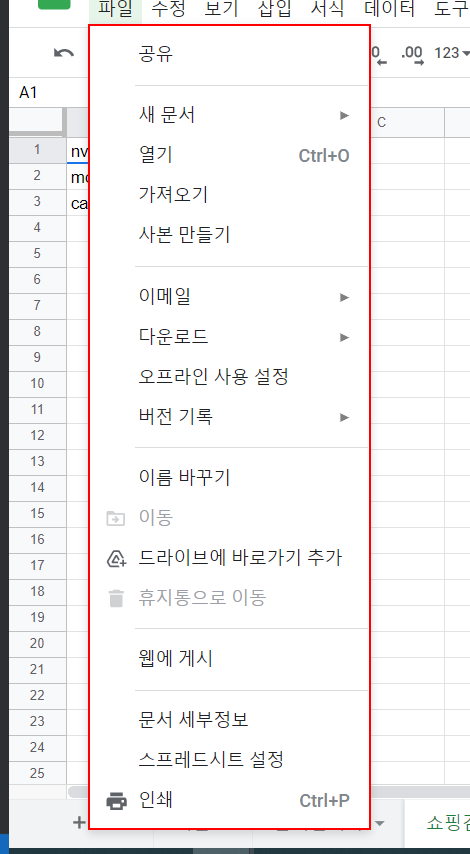 파일 수정 보기 삽입 서식 데이터 도구
.00 123
A1
C
공유
새 문서
열기 Ctrl+O
가져오기
사본 만들기
이메일
다운로드
오프라인 사용 설정
버전 기록
이름 바꾸기
이동
드라이브에 바로가기 추가
휴지통으로 이동
웹에 게시
문서 세부정보
스프레드시트 설정
인쇄 Ctrl+P
1 nv
2
3 ca
4
5
6
7
8
9
10
11
12
13
14
15
16
17
18
19
20
21
22
23
24
25